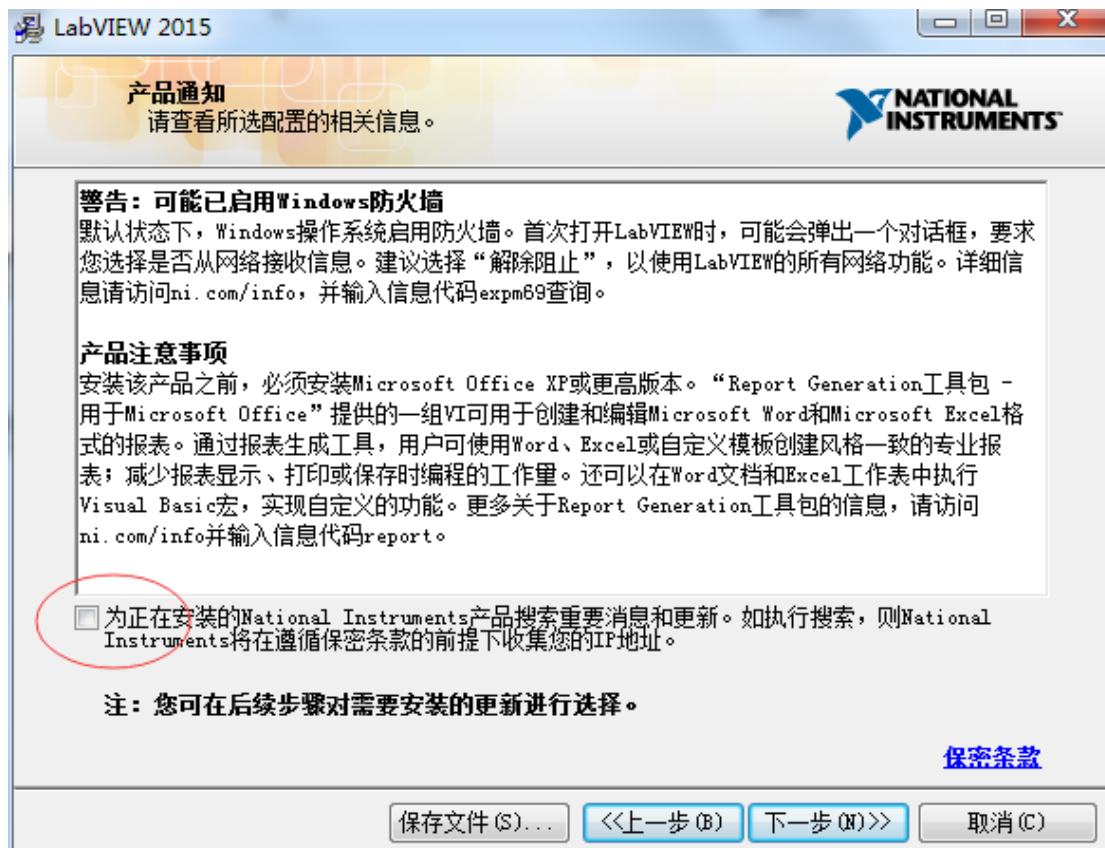 LabVIEW 2015
产品通知
请查看所选配置的相关信息。
NATIONAL
INSTRUMENTS
警告：可能已启用Windows防火墙
默认状态下，Windows操作系统启用防火墙。首次打开LabVIEW时，可能会弹出一个对话框，要求
您选择是否从网络接收信息。建议选择“解除阻止”，以使用LabVIEW的所有网络功能。详细信
息请访问ni.com/info，并输入信息代码expm69查询。
产品注意事项
安装该产品之前，必须安装Microsoft Office XP或更高版本。“Report Generation工具包 -
用于Microsoft Office”提供的一组VI可用于创建和编辑Microsoft Word和Microsoft Excel格
式的报表。通过报表生成工具，用户可使用Word、Excel或自定义模板创建风格一致的专业报
表；减少报表显示、打印或保存时编程的工作量。还可以在Word文档和Excel工作表中执行
Visual Basic宏，实现自定义的功能。更多关于Report Generation工具包的信息，请访问
ni.com/info并输入信息代码report。
为正在安装的National Instruments产品搜索重要消息和更新。如执行搜索，则National
Instruments将在遵循保密条款的前提下收集您的IP地址。
注：您可在后续步骤对需要安装的更新进行选择。
保密条款
保存文件(S)... <<上一步(B) 下一步(N)>> 取消(C)